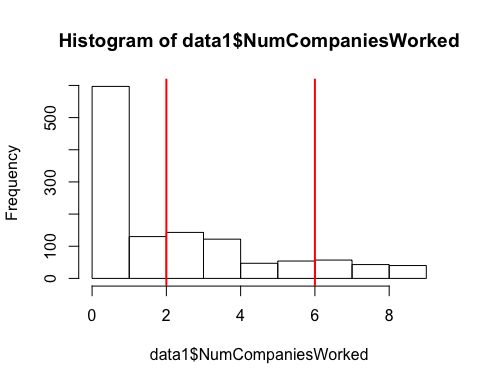 Histogram of data1$NumCompaniesWorked
Frequency
500
300
100
0
0 2 4 6 8
data1$NumCompaniesWorked